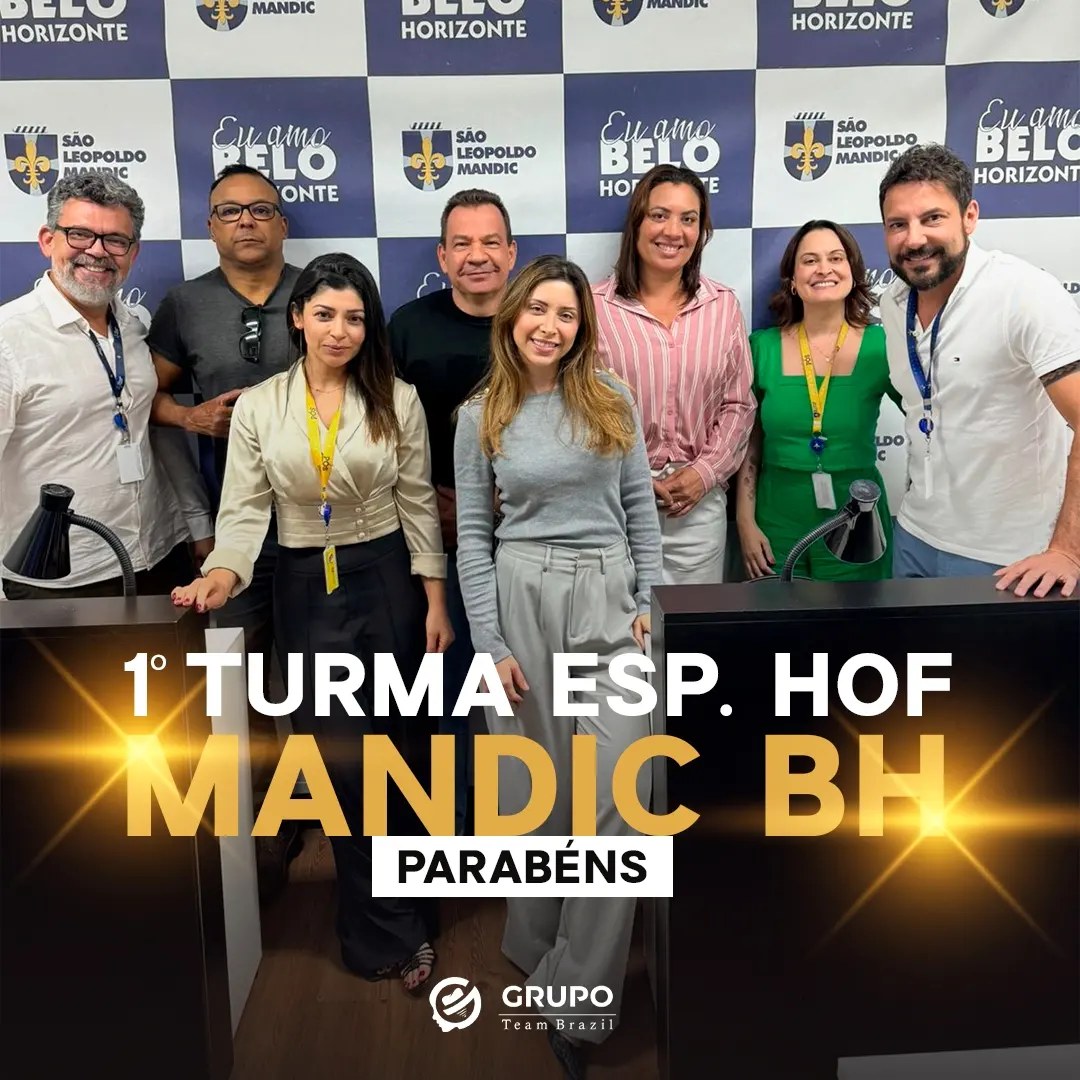 BELO
HORIZONTE
MANDIC
BELO
HORIZONTE
MANDIC
BELO
HORIZONTE
SÃO
LEOPOLDO
MANDIC
Eu amo
BELO
HORIZONTE
SÃO
LEOPOLDO
MANDIC
Eu amo
BELO
HORIZONTE
SÃO
LEOPOLDO
MANDIC
Eu amo
BELO
HORIZONTE
1º TURMA ESP. HOF
MANDIC BH
PARABÉNS
GRUPO
Team Brazil